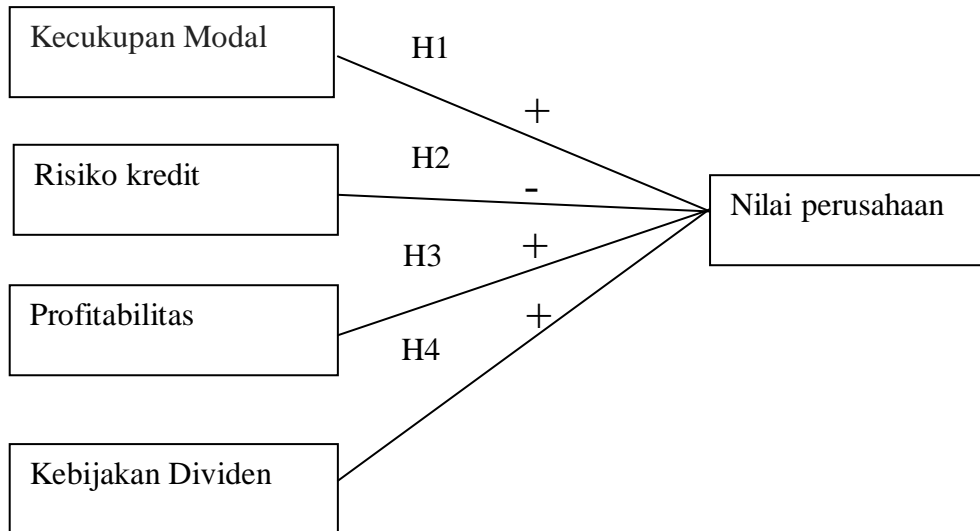 Kecukupan Modal
H1
+
Risiko kredit
H2
-
Nilai perusahaan
H3
+
Profitabilitas
+
H4
Kebijakan Dividen